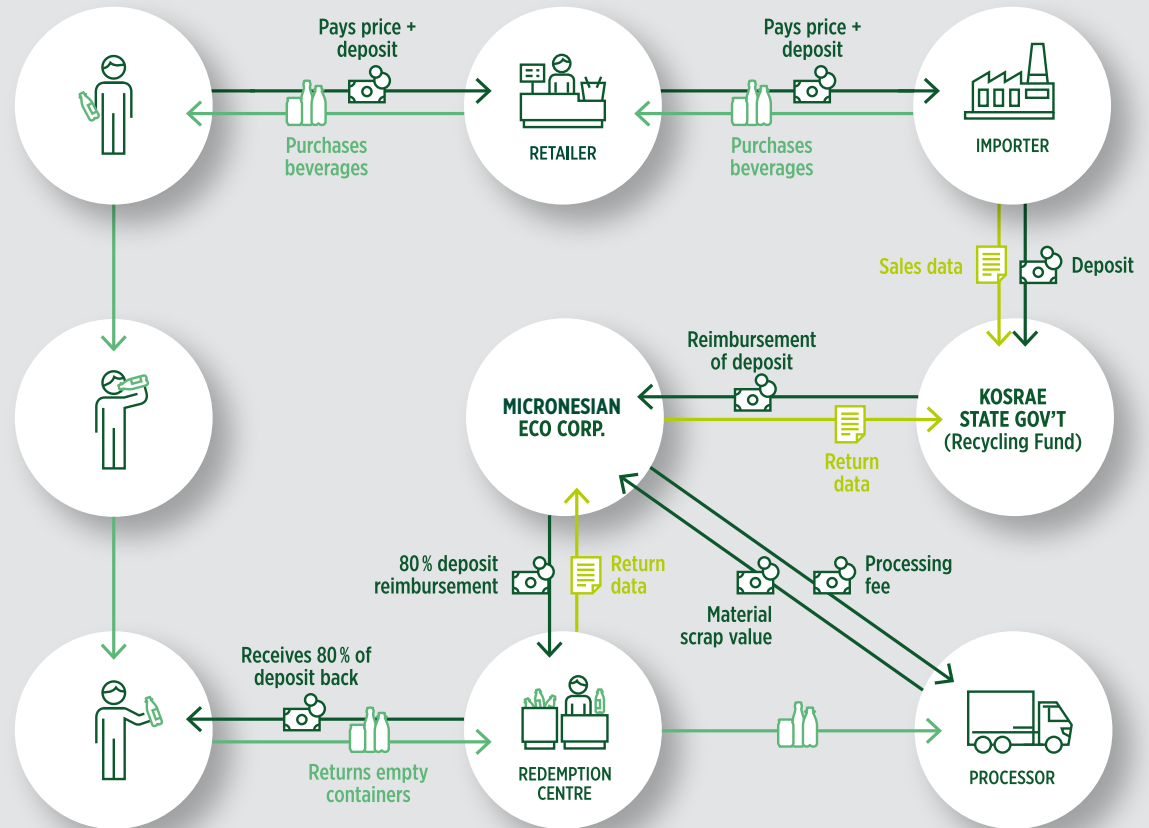 Pays price +
deposit
Pays price +
deposit
Purchases
beverages
RETAILER
Purchases
beverages
IMPORTER
Sales data
Deposit
Reimbursement
of deposit
MICRONESIAN
ECO CORP.
KOSRAE
STATE GOV'T
(Recycling Fund)
Return
data
80 % deposit
reimbursement
Return
data
Processing
fee
Material
scrap value
Receives 80 % of
deposit back
Returns empty
containers
REDEMPTION
CENTRE
PROCESSOR